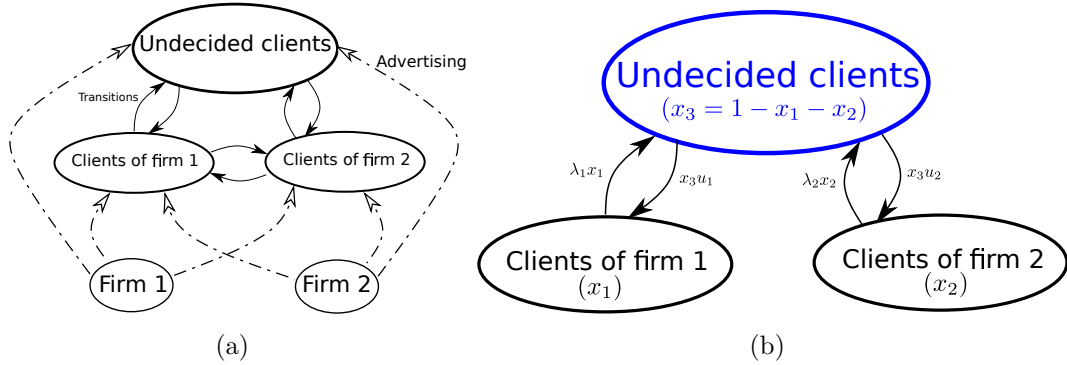 Undecided clients
Advertising
Transitions
Clients of firm 1
Clients of firm 2
Firm 1
Firm 2
(a)
Undecided clients
(x₃ = 1 − x₁ − x₂)
λ₁x₁
x₃u₁
λ₂x₂
x₃u₂
Clients of firm 1
(x₁)
Clients of firm 2
(x₂)
(b)